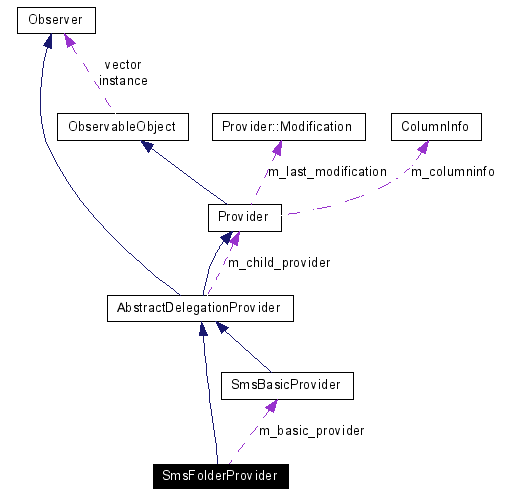 Observer
vector
instance
ObservableObject
Provider::Modification
ColumnInfo
m_last_modification
m_columninfo
Provider
m_child_provider
AbstractDelegationProvider
SmsBasicProvider
m_basic_provider
SmsFolderProvider